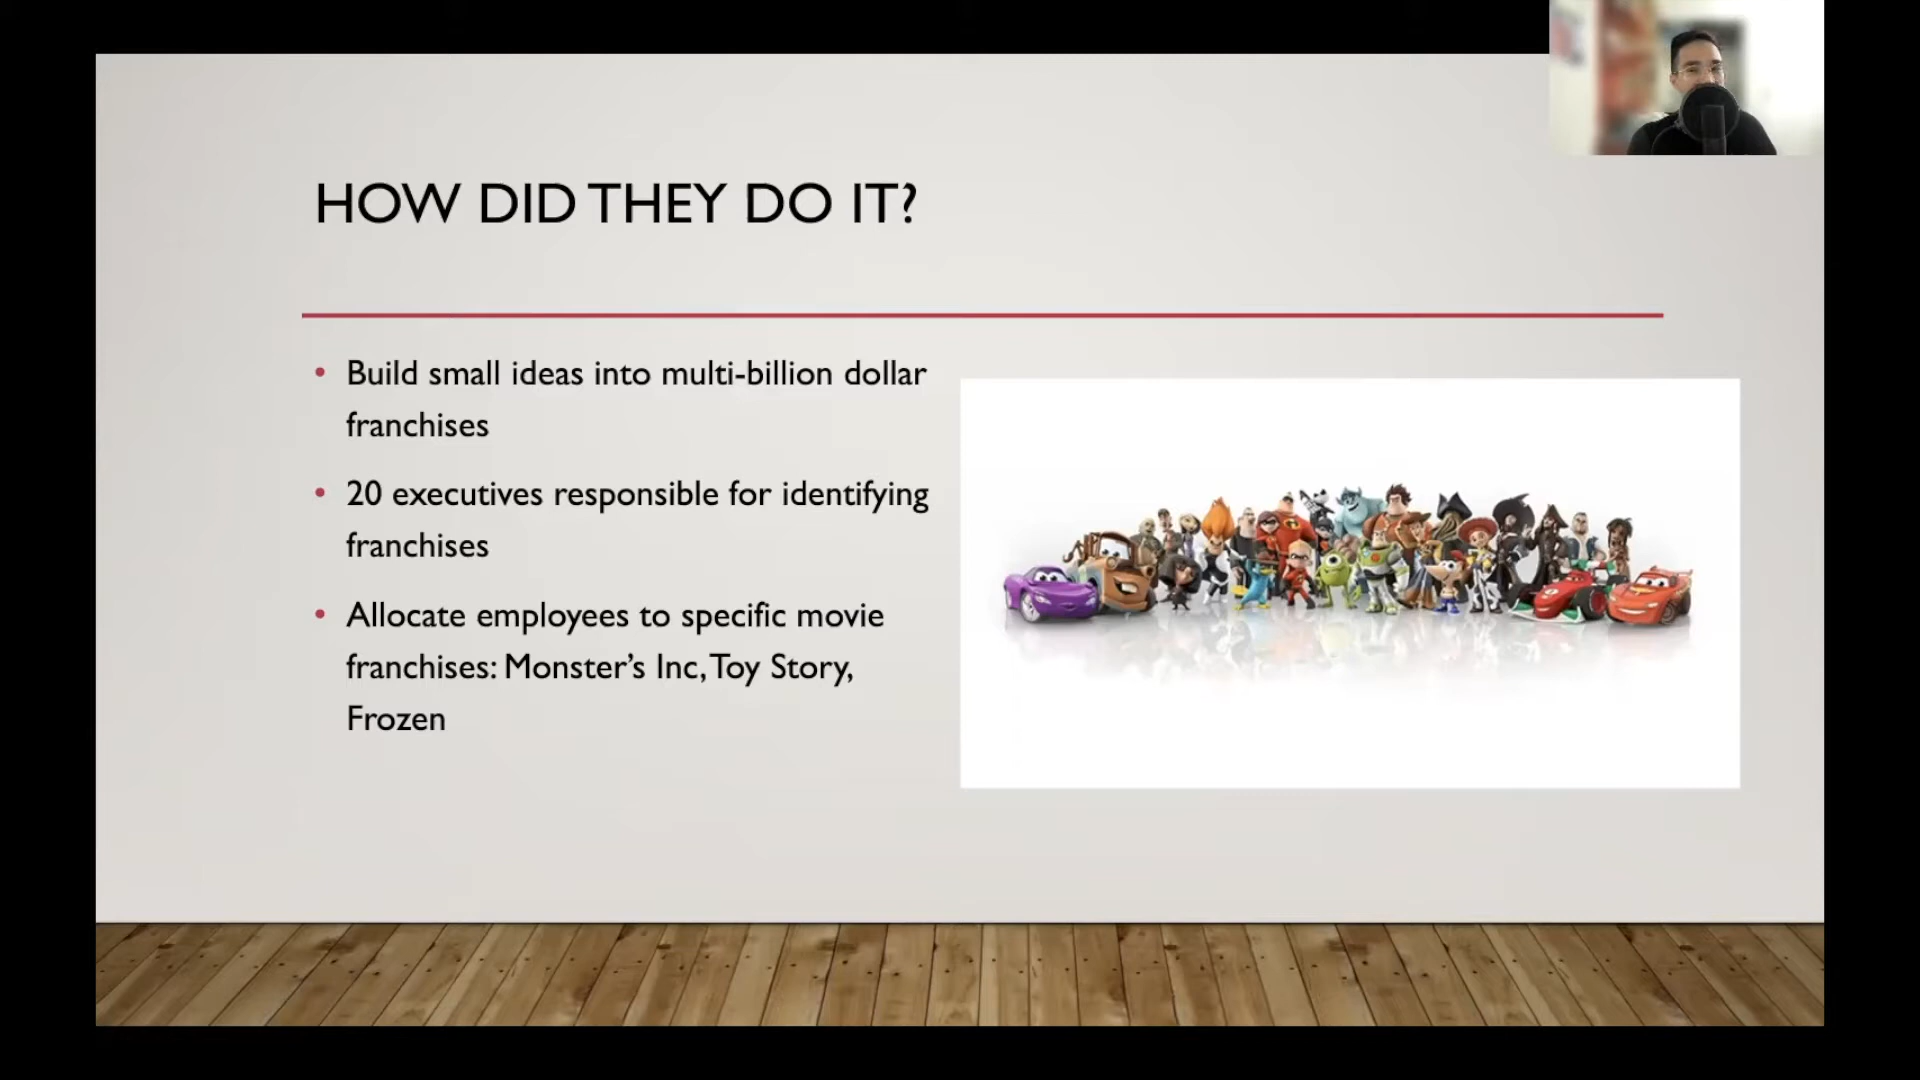 HOW DID THEY DO IT?
• Build small ideas into multi-billion dollar
franchises
• 20 executives responsible for identifying
franchises
• Allocate employees to specific movie
franchises: Monster’s Inc, Toy Story,
Frozen